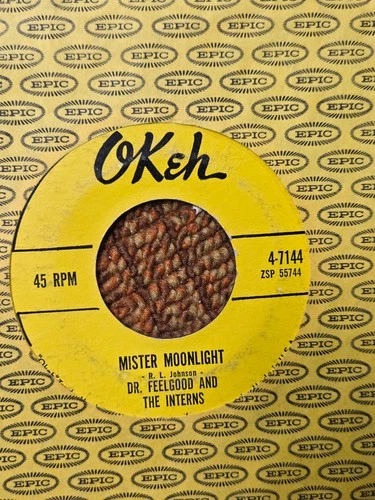 OKeh
45 RPM
4-7144
ZSP 55744
MISTER MOONLIGHT
- R. L. Johnson -
DR. FEELGOOD AND
THE INTERNS
EPIC